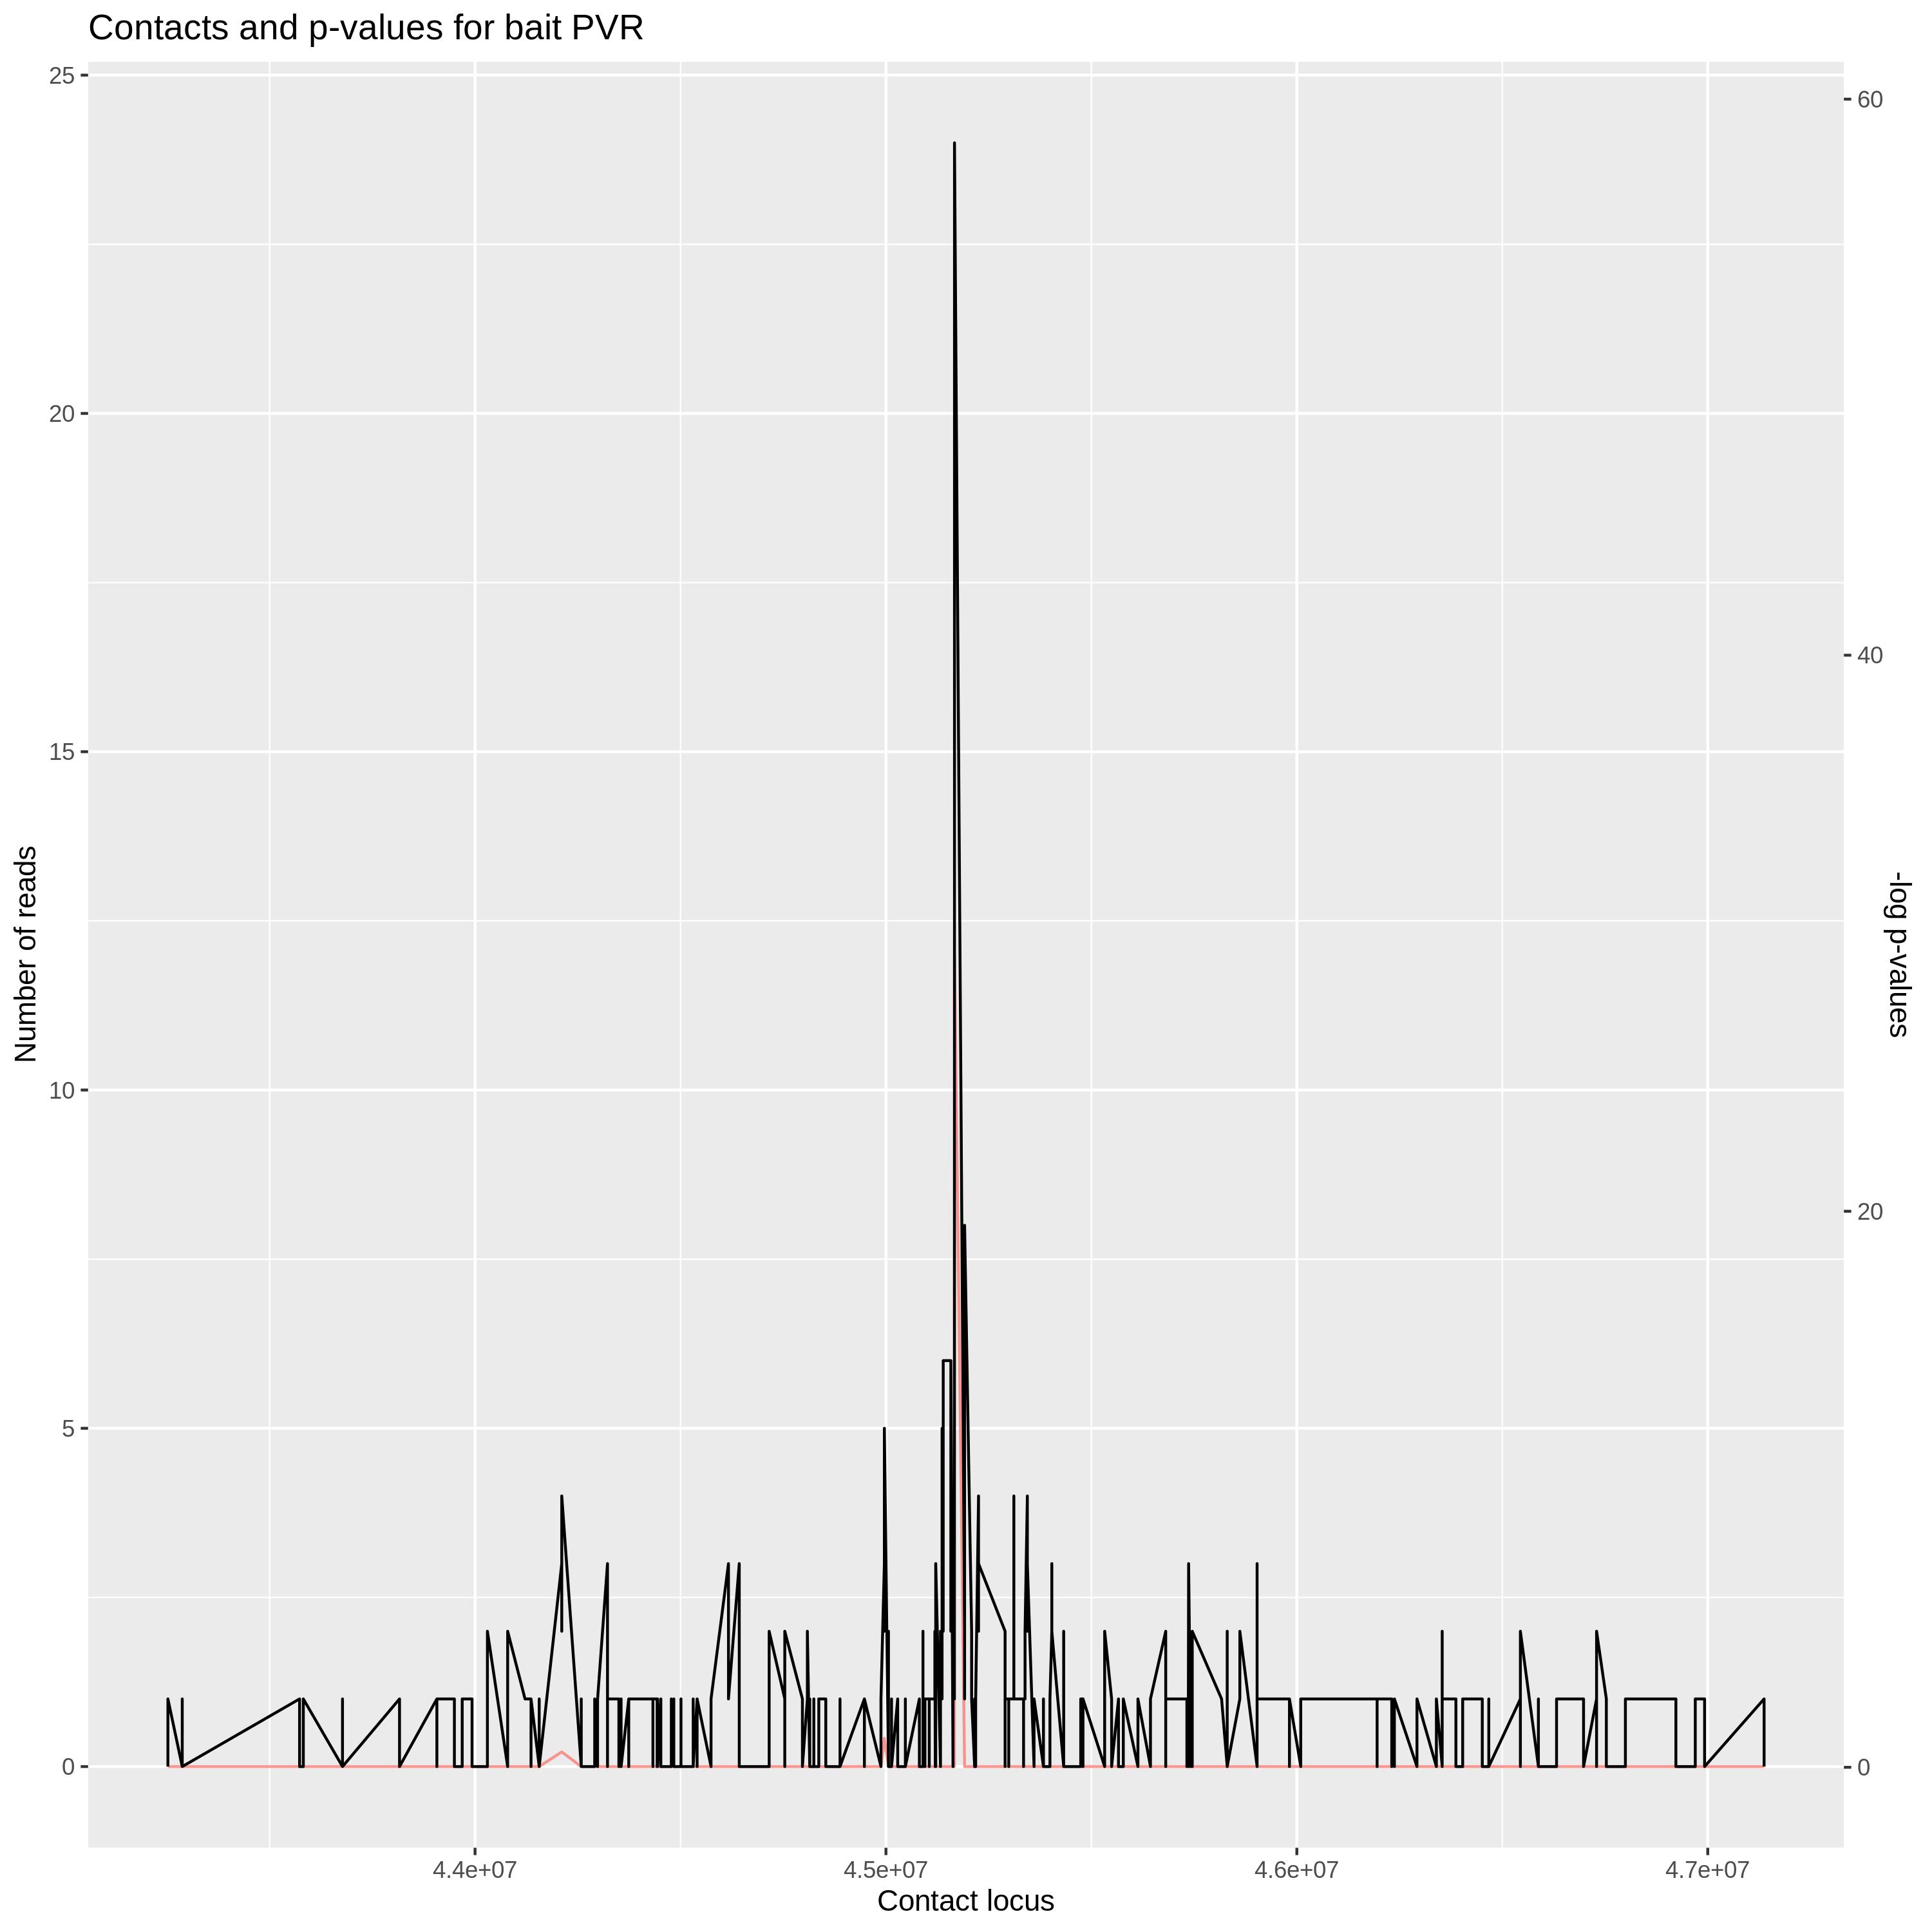 Contacts and p-values for bait PVR
25
20
15
10
5
0
Number of reads
60
40
20
0
-log p-values
4.4e+07 4.5e+07 4.6e+07 4.7e+07
Contact locus